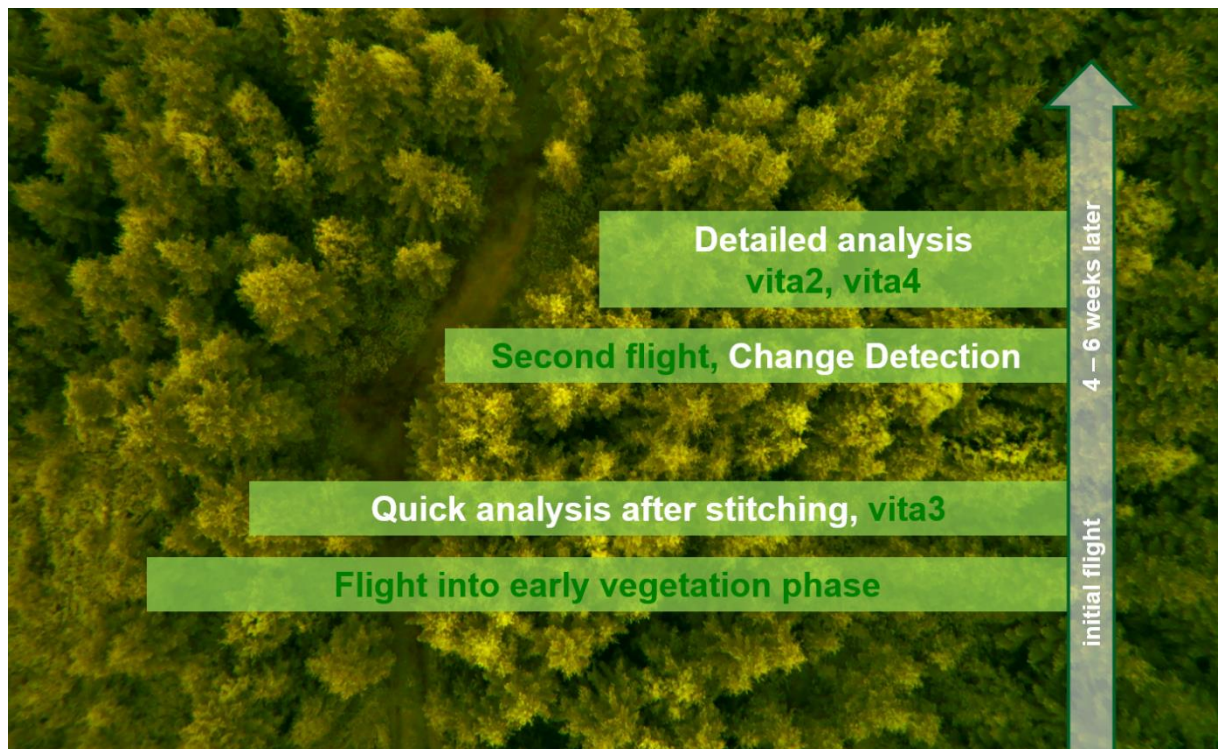 Detailed analysis
vita2, vita4
Second flight, Change Detection
Quick analysis after stitching, vita3
Flight into early vegetation phase
4 – 6 weeks later
initial flight